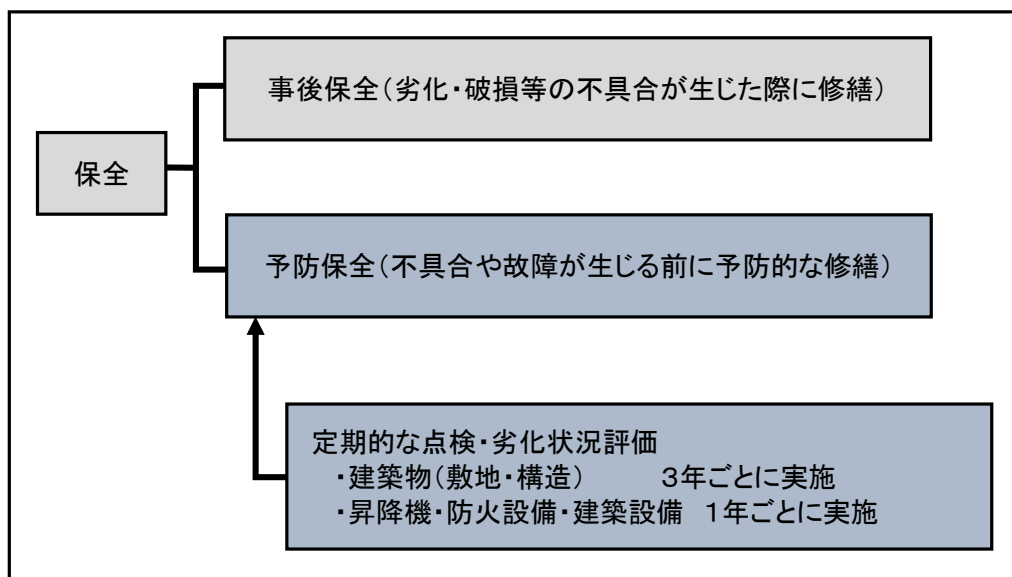 事後保全(劣化・破損等の不具合が生じた際に修繕)
保全
予防保全(不具合や故障が生じる前に予防的な修繕)
定期的な点検・劣化状況評価
・建築物(敷地・構造)　　　３年ごとに実施
・昇降機・防火設備・建築設備　１年ごとに実施